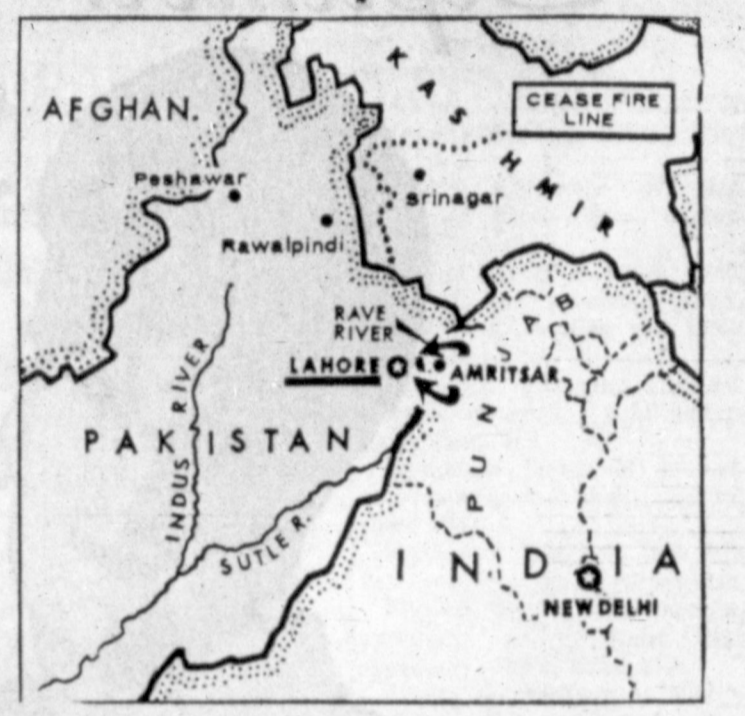 KASHMIR
CEASE FIRE
LINE
AFGHAN.
Peshawar
Srinagar
Rawalpindi
RAVE
RIVER
LAHORE
AMRITSAR
PUNJAB
PAKISTAN
INDUS RIVER
SUTLE R.
INDIA
NEW DELHI